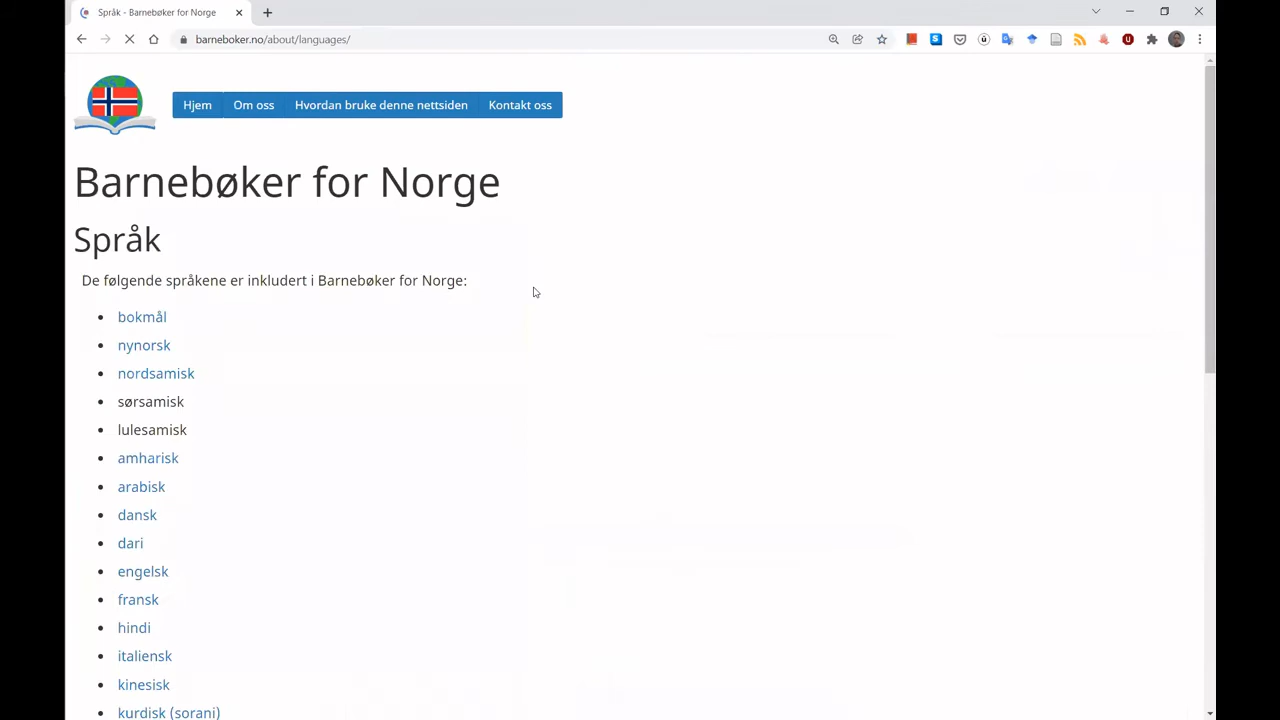 Språk - Barnebøker for Norge
barneboker.no/about/languages/
Hjem Om oss Hvordan bruke denne nettsiden Kontakt oss
Barnebøker for Norge
Språk
De følgende språkene er inkludert i Barnebøker for Norge:
bokmål
nynorsk
nordsamisk
sørsamisk
lulesamisk
amharisk
arabisk
dansk
dari
engelsk
fransk
hindi
italiensk
kinesisk
kurdisk (sorani)